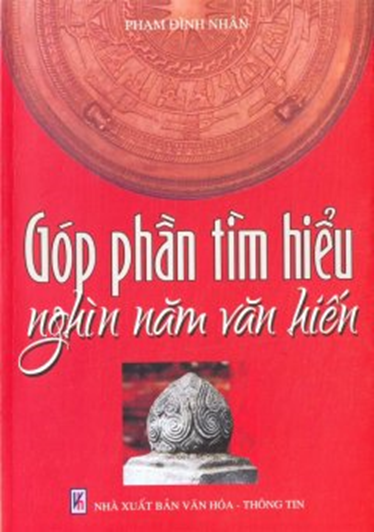 PHẠM ĐÌNH NHÂN
Góp phần tìm hiểu
nghìn năm văn hiến
NHÀ XUẤT BẢN VĂN HÓA - THÔNG TIN